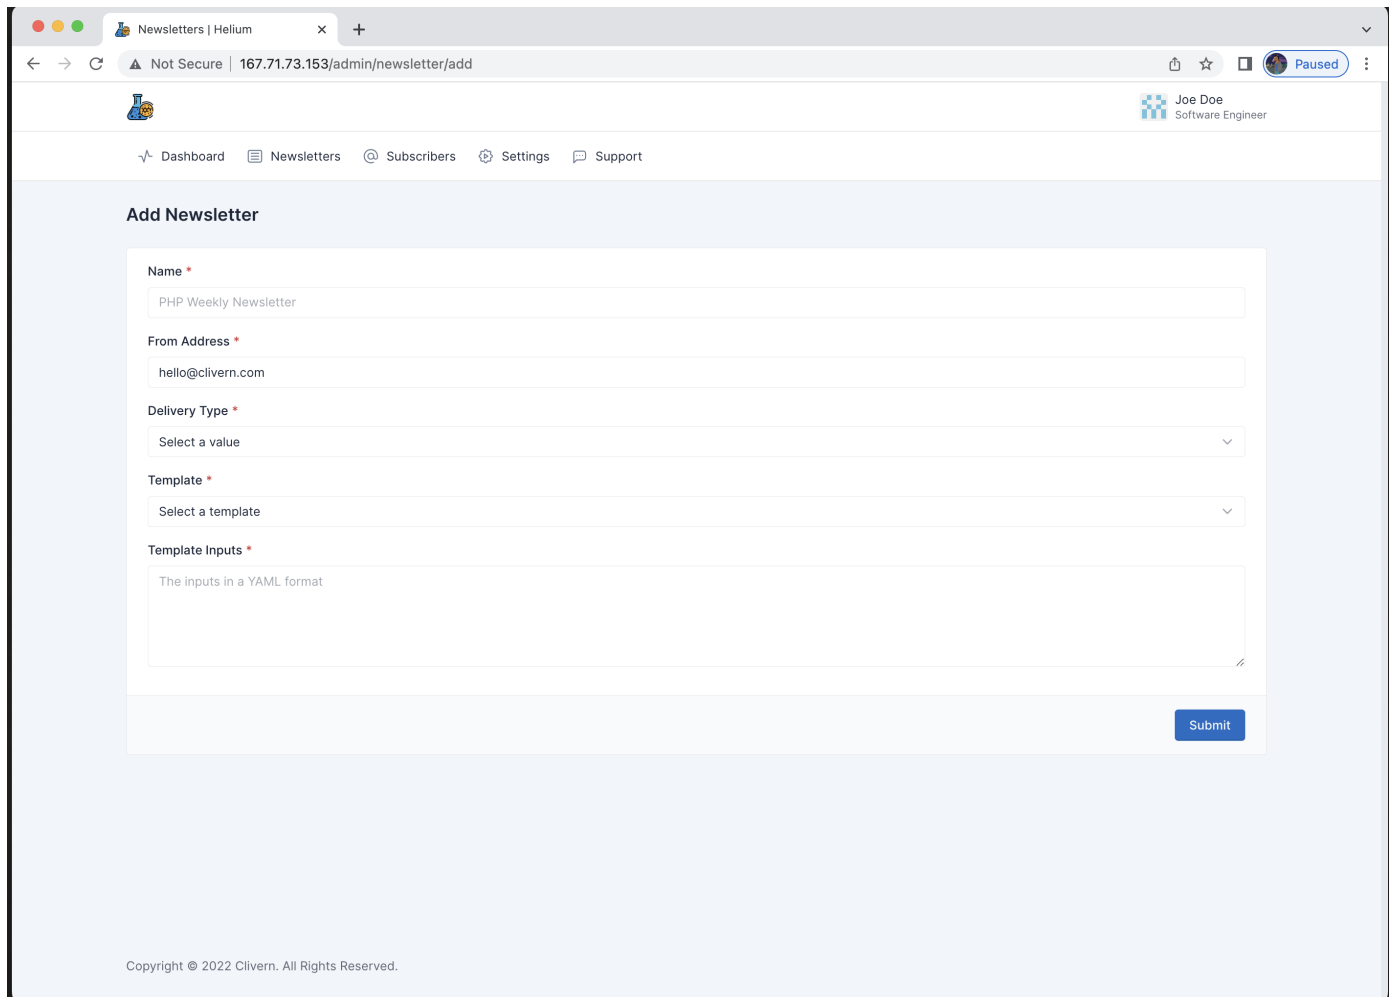 Newsletters | Helium
Not Secure | 167.71.73.153/admin/newsletter/add
Paused
Joe Doe
Software Engineer
Dashboard Newsletters Subscribers Settings Support
Add Newsletter
Name *
PHP Weekly Newsletter
From Address *
hello@clivern.com
Delivery Type *
Select a value
Template *
Select a template
Template Inputs *
The inputs in a YAML format
Submit
Copyright © 2022 Clivern. All Rights Reserved.